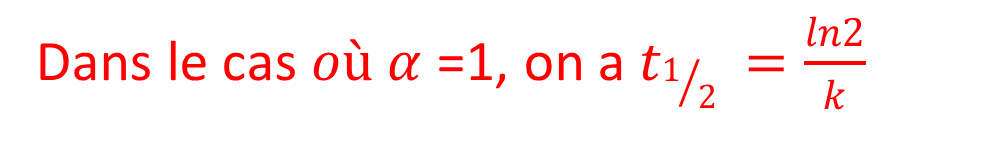 Dans le cas où α =1, on a t1/2 = ln2/k